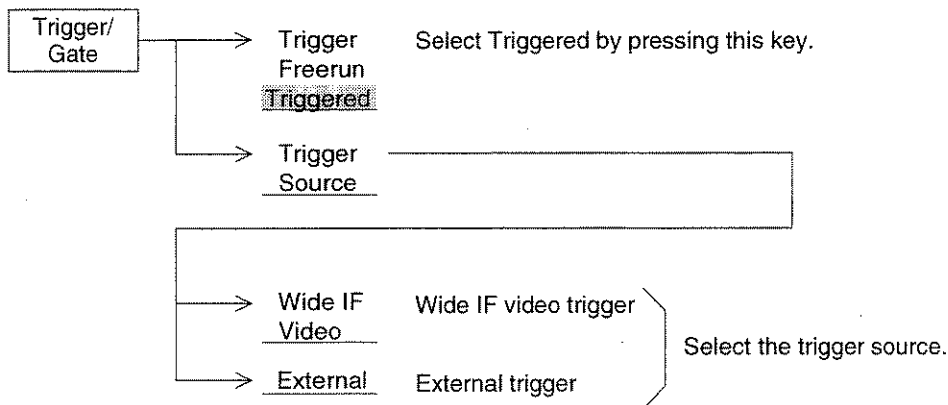 Trigger/
Gate
Trigger Select Triggered by pressing this key.
Freerun
Triggered
Trigger
Source
Wide IF Wide IF video trigger
Video
Select the trigger source.
External External trigger